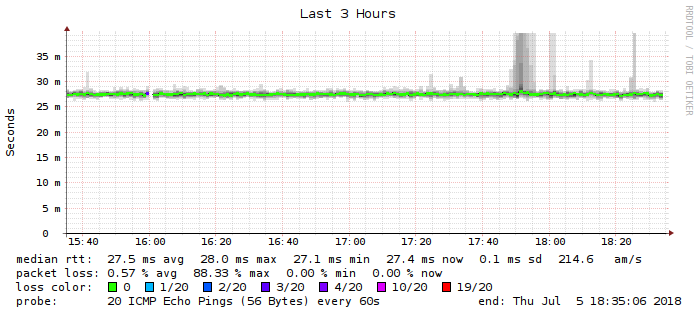 Last 3 Hours
RRDTOOL / TOBI OETIKER
Seconds
35 m
30 m
25 m
20 m
15 m
10 m
5 m
0
15:40 16:00 16:20 16:40 17:00 17:20 17:40 18:00 18:20
median rtt: 27.5 ms avg 28.0 ms max 27.1 ms min 27.4 ms now 0.1 ms sd 214.6 am/s
packet loss: 0.57 % avg 88.33 % max 0.00 % min 0.00 % now
loss color: 0 1/20 2/20 3/20 4/20 10/20 19/20
probe: 20 ICMP Echo Pings (56 Bytes) every 60s end: Thu Jul 5 18:35:06 2018